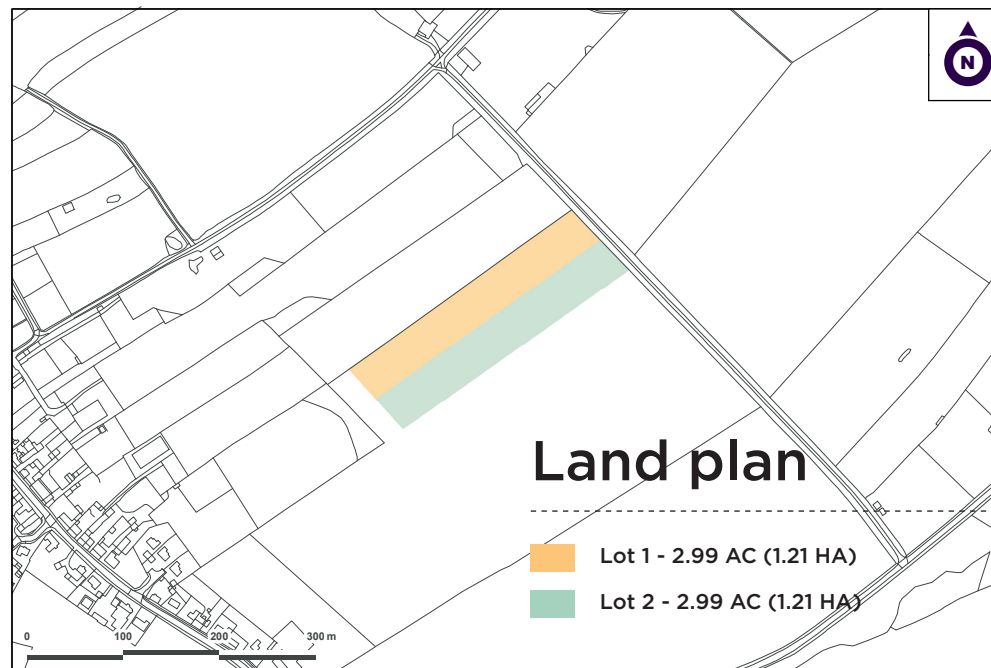 N
Land plan
Lot 1 - 2.99 AC (1.21 HA)
Lot 2 - 2.99 AC (1.21 HA)
0 100 200 300 m